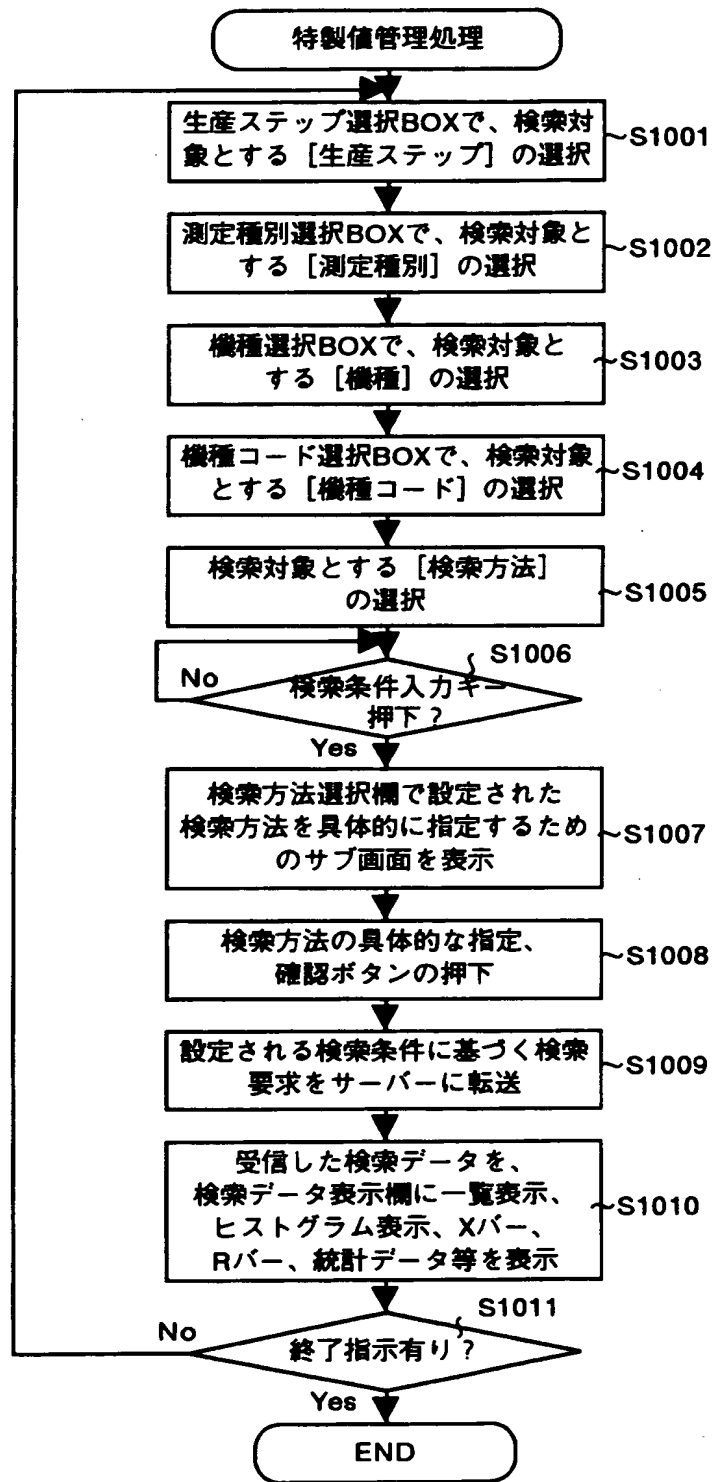 特製値管理処理
生産ステップ選択BOXで、検索対
象とする［生産ステップ］の選択
S1001
測定種別選択BOXで、検索対象と
する［測定種別］の選択
S1002
機種選択BOXで、検索対象と
する［機種］の選択
S1003
機種コード選択BOXで、検索対象
とする［機種コード］の選択
S1004
検索対象とする［検索方法］
の選択
S1005
S1006
No
検索条件入力キー
押下？
Yes
検索方法選択欄で設定された
検索方法を具体的に指定するため
のサブ画面を表示
S1007
検索方法の具体的な指定、
確認ボタンの押下
S1008
設定される検索条件に基づく検索
要求をサーバーに転送
S1009
受信した検索データを、
検索データ表示欄に一覧表示、
ヒストグラム表示、Xバー、
Rバー、統計データ等を表示
S1010
S1011
No
終了指示有り？
Yes
END